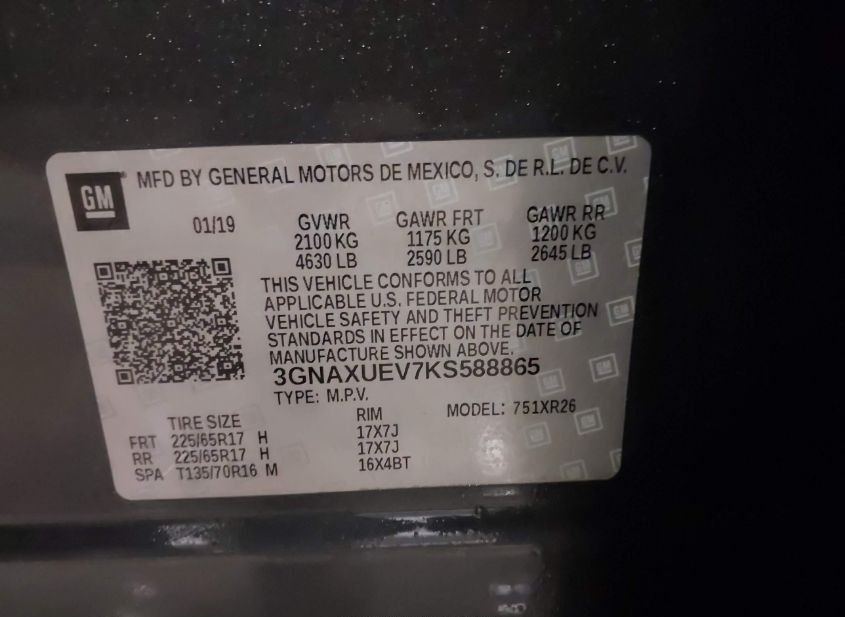 GM
MFD BY GENERAL MOTORS DE MEXICO, S. DE R.L. DE C.V.
01/19 GVWR GAWR FRT GAWR RR
2100 KG 1175 KG 1200 KG
4630 LB 2590 LB 2645 LB
THIS VEHICLE CONFORMS TO ALL
APPLICABLE U.S. FEDERAL MOTOR
VEHICLE SAFETY AND THEFT PREVENTION
STANDARDS IN EFFECT ON THE DATE OF
MANUFACTURE SHOWN ABOVE.
3GNAXUEV7KS588865
TYPE: M.P.V. MODEL: 751XR26
TIRE SIZE RIM
FRT 225/65R17 H 17X7J
RR 225/65R17 H 17X7J
SPA T135/70R16 M 16X4BT